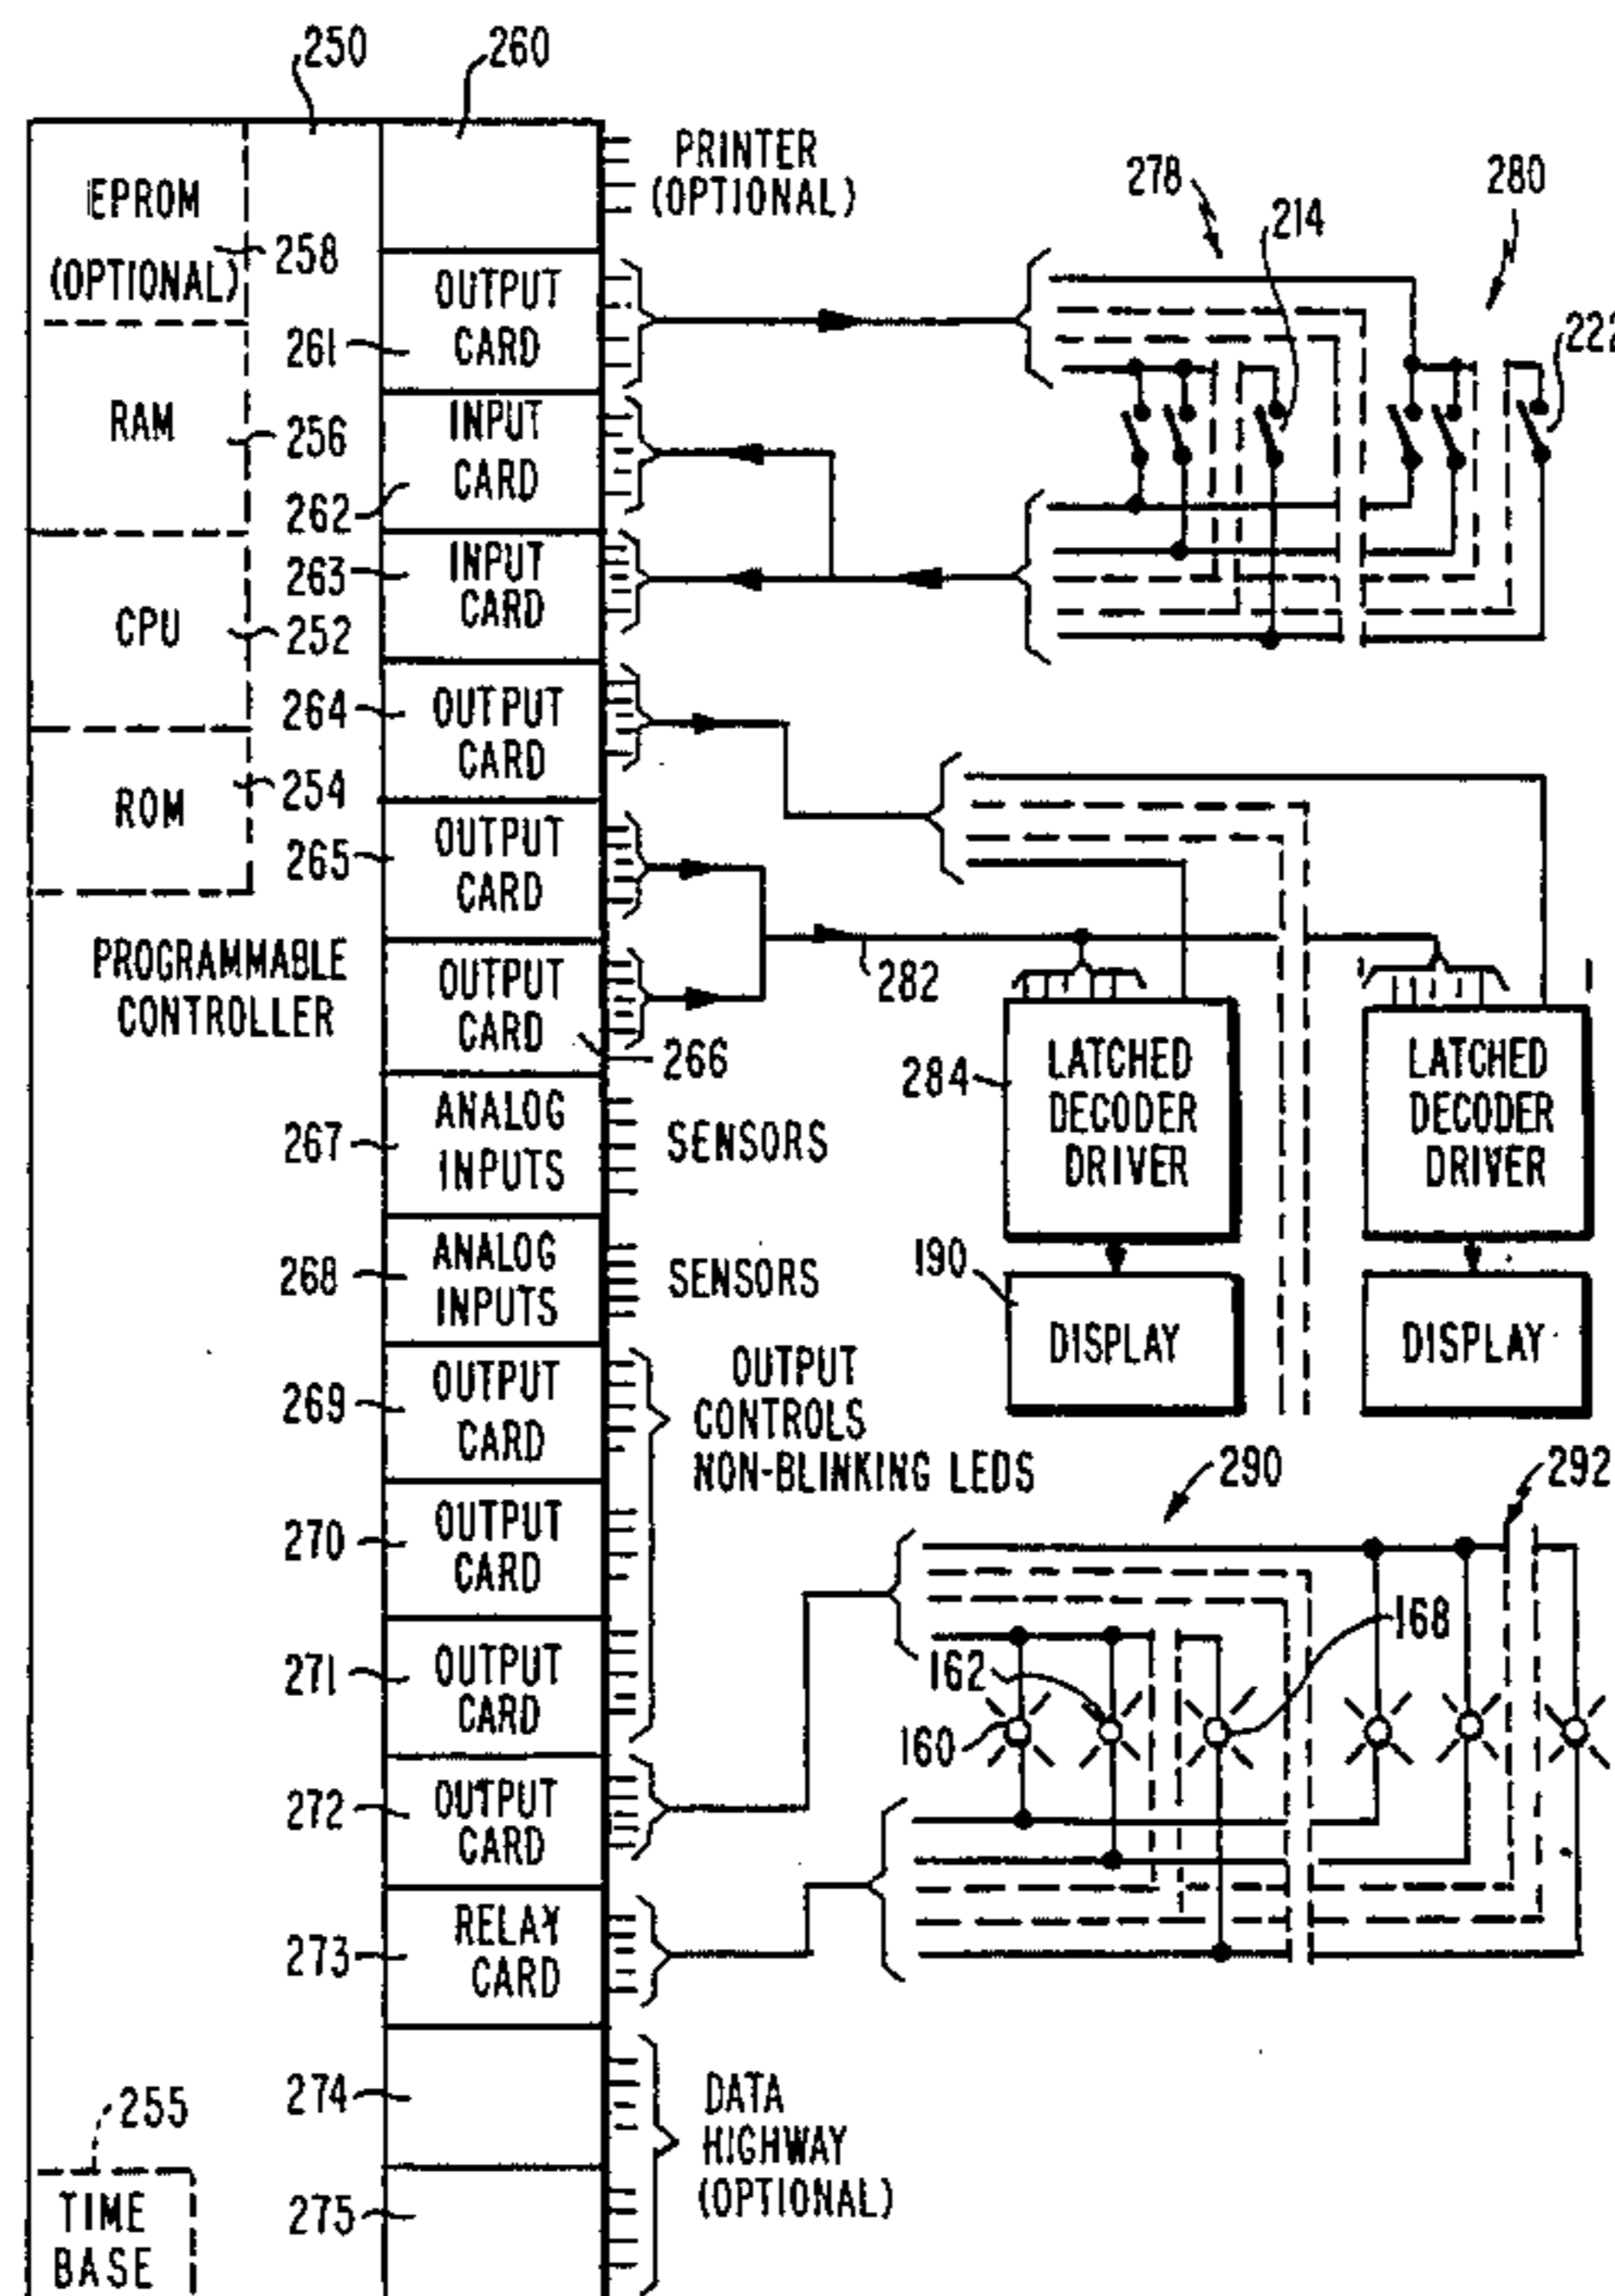 250
260
PRINTER
(OPTIONAL)
EPROM
(OPTIONAL)
258
278
214
280
222
OUTPUT
CARD
261
RAM
256
INPUT
CARD
262
INPUT
CARD
263
CPU
252
OUTPUT
CARD
264
ROM
254
OUTPUT
CARD
265
PROGRAMMABLE
CONTROLLER
OUTPUT
CARD
266
282
284
LATCHED
DECODER
DRIVER
LATCHED
DECODER
DRIVER
267
ANALOG
INPUTS
SENSORS
268
ANALOG
INPUTS
SENSORS
190
DISPLAY
DISPLAY
269
OUTPUT
CARD
OUTPUT
CONTROLS
NON-BLINKING LEDS
270
OUTPUT
CARD
290
292
271
OUTPUT
CARD
162
168
160
272
OUTPUT
CARD
273
RELAY
CARD
274
DATA
HIGHWAY
(OPTIONAL)
275
255
TIME
BASE